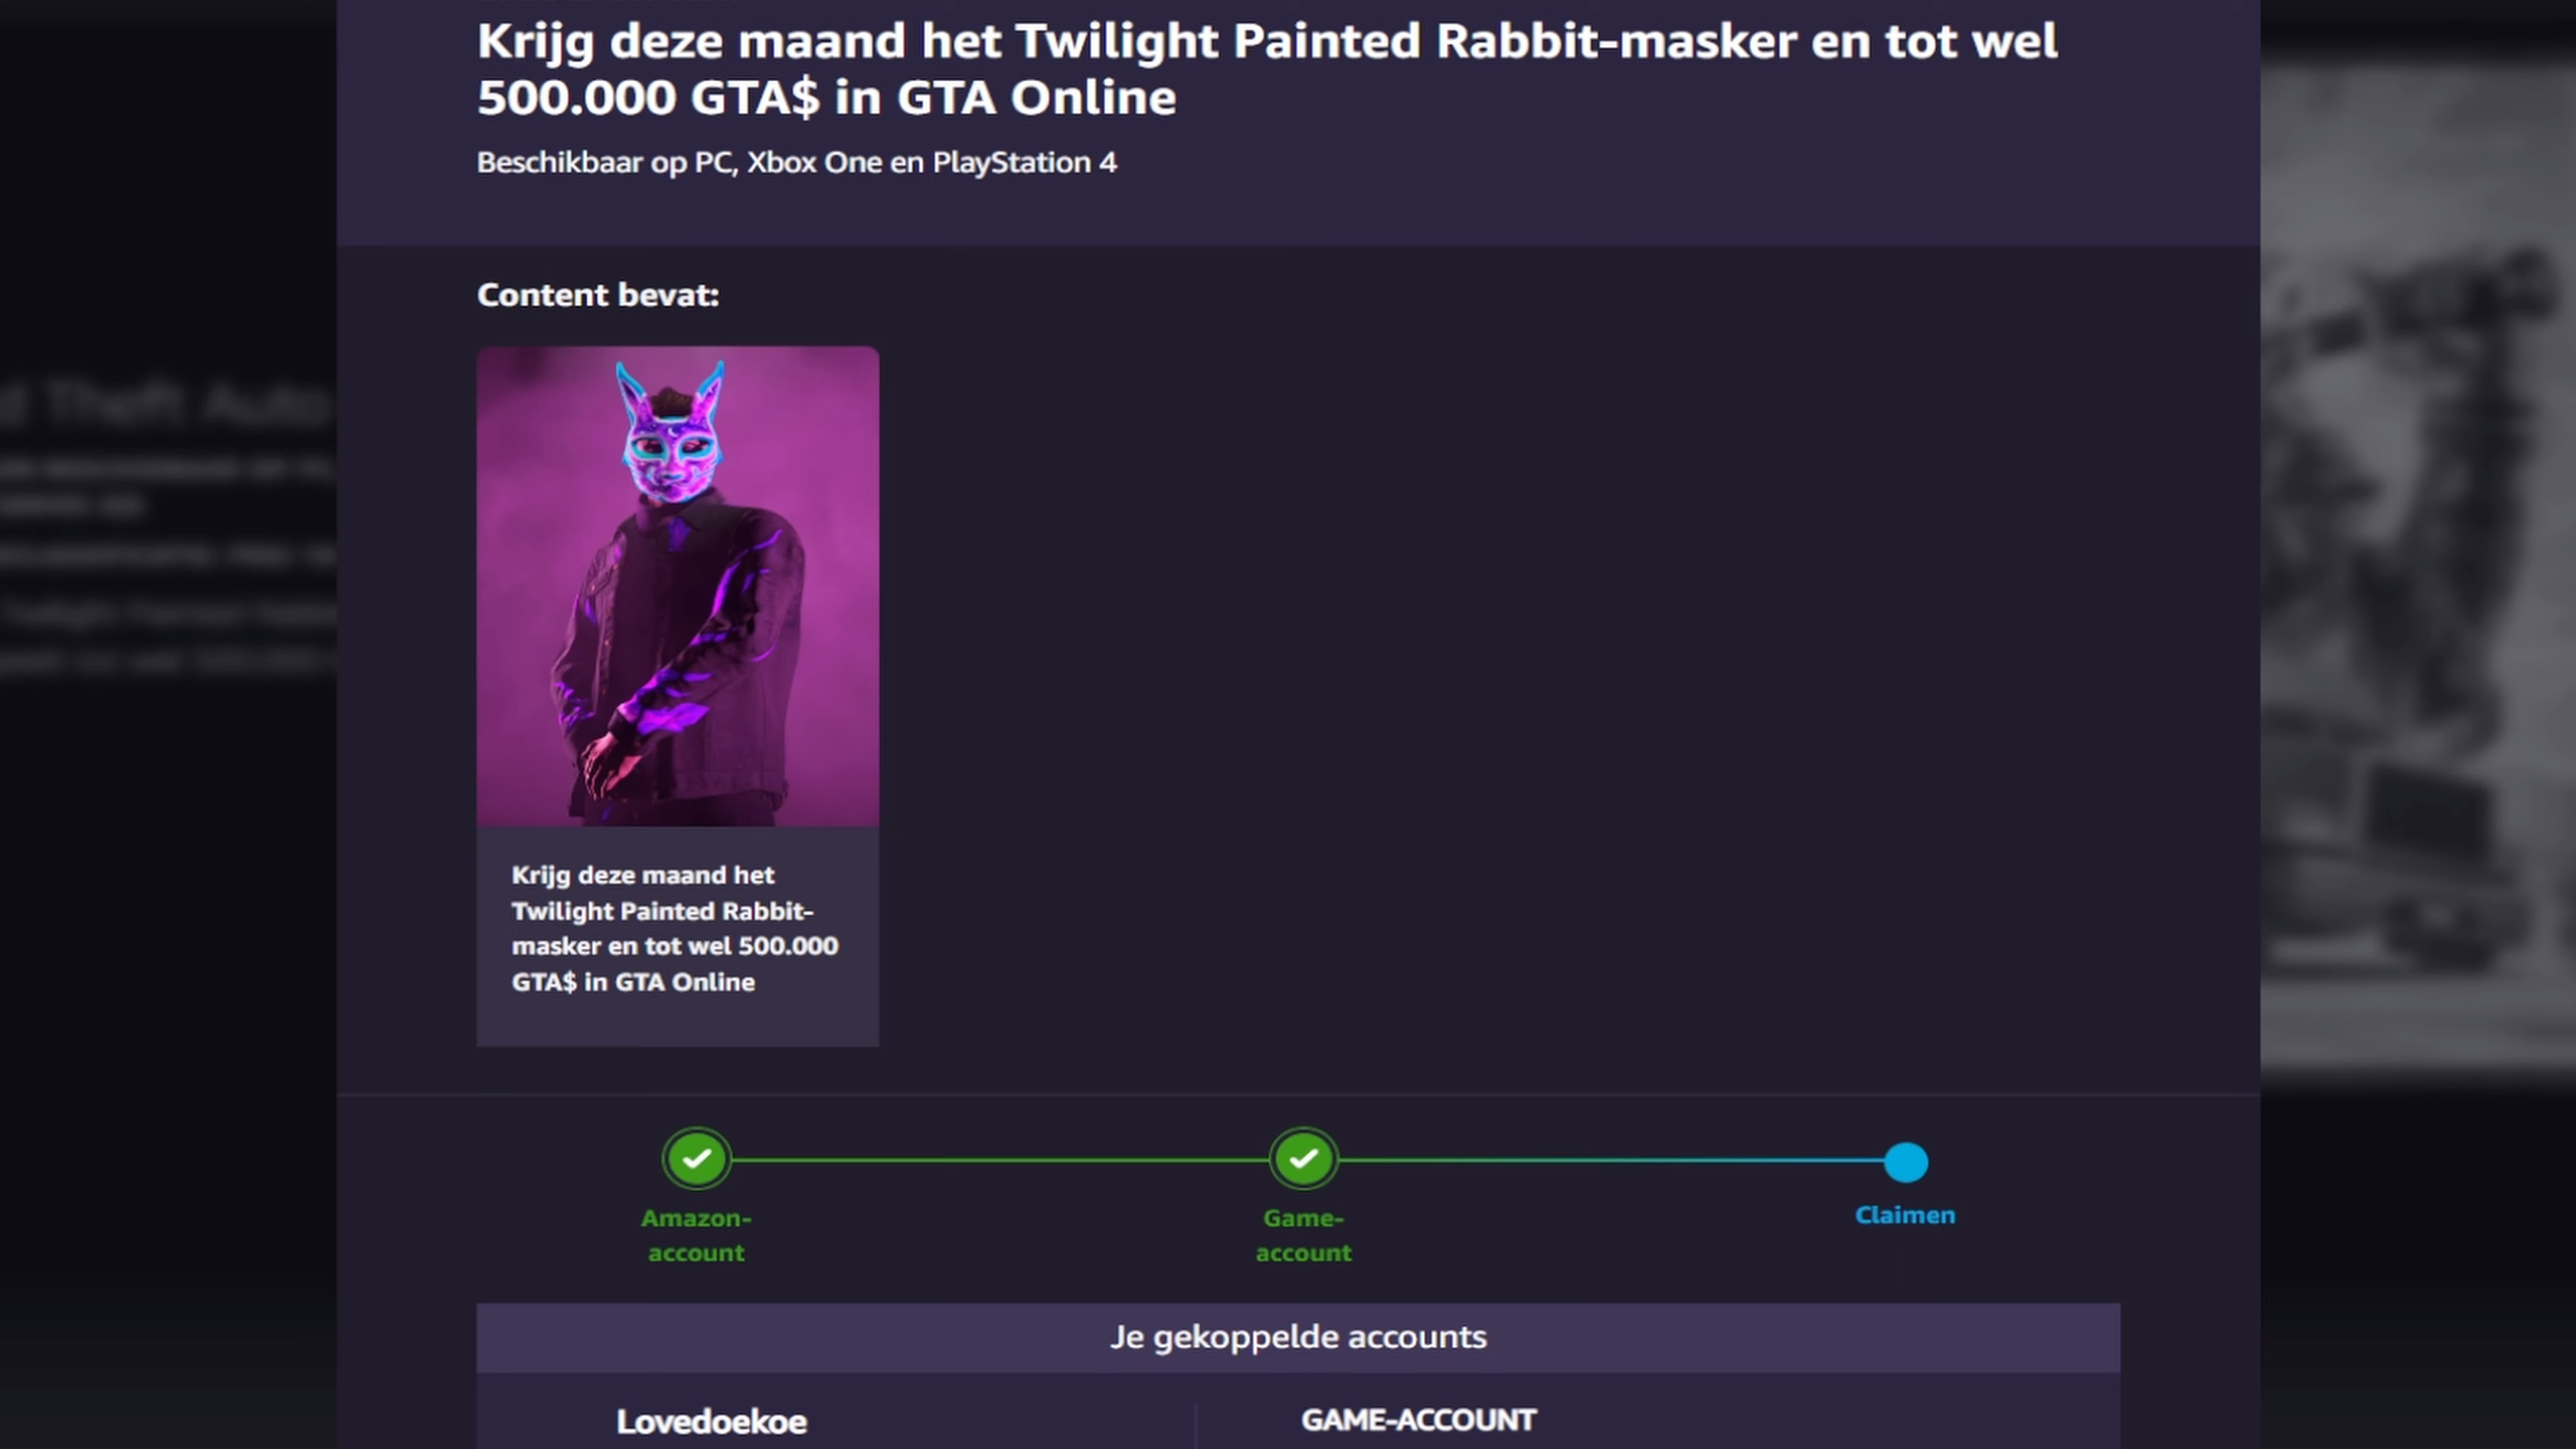 Krijg deze maand het Twilight Painted Rabbit-masker en tot wel
500.000 GTA$ in GTA Online
Beschikbaar op PC, Xbox One en PlayStation 4
Content bevat:
Krijg deze maand het
Twilight Painted Rabbit-
masker en tot wel 500.000
GTA$ in GTA Online
Amazon-
account
Game-
account
Claimen
Je gekoppelde accounts
Lovedoekoe
GAME-ACCOUNT
d Theft Auto